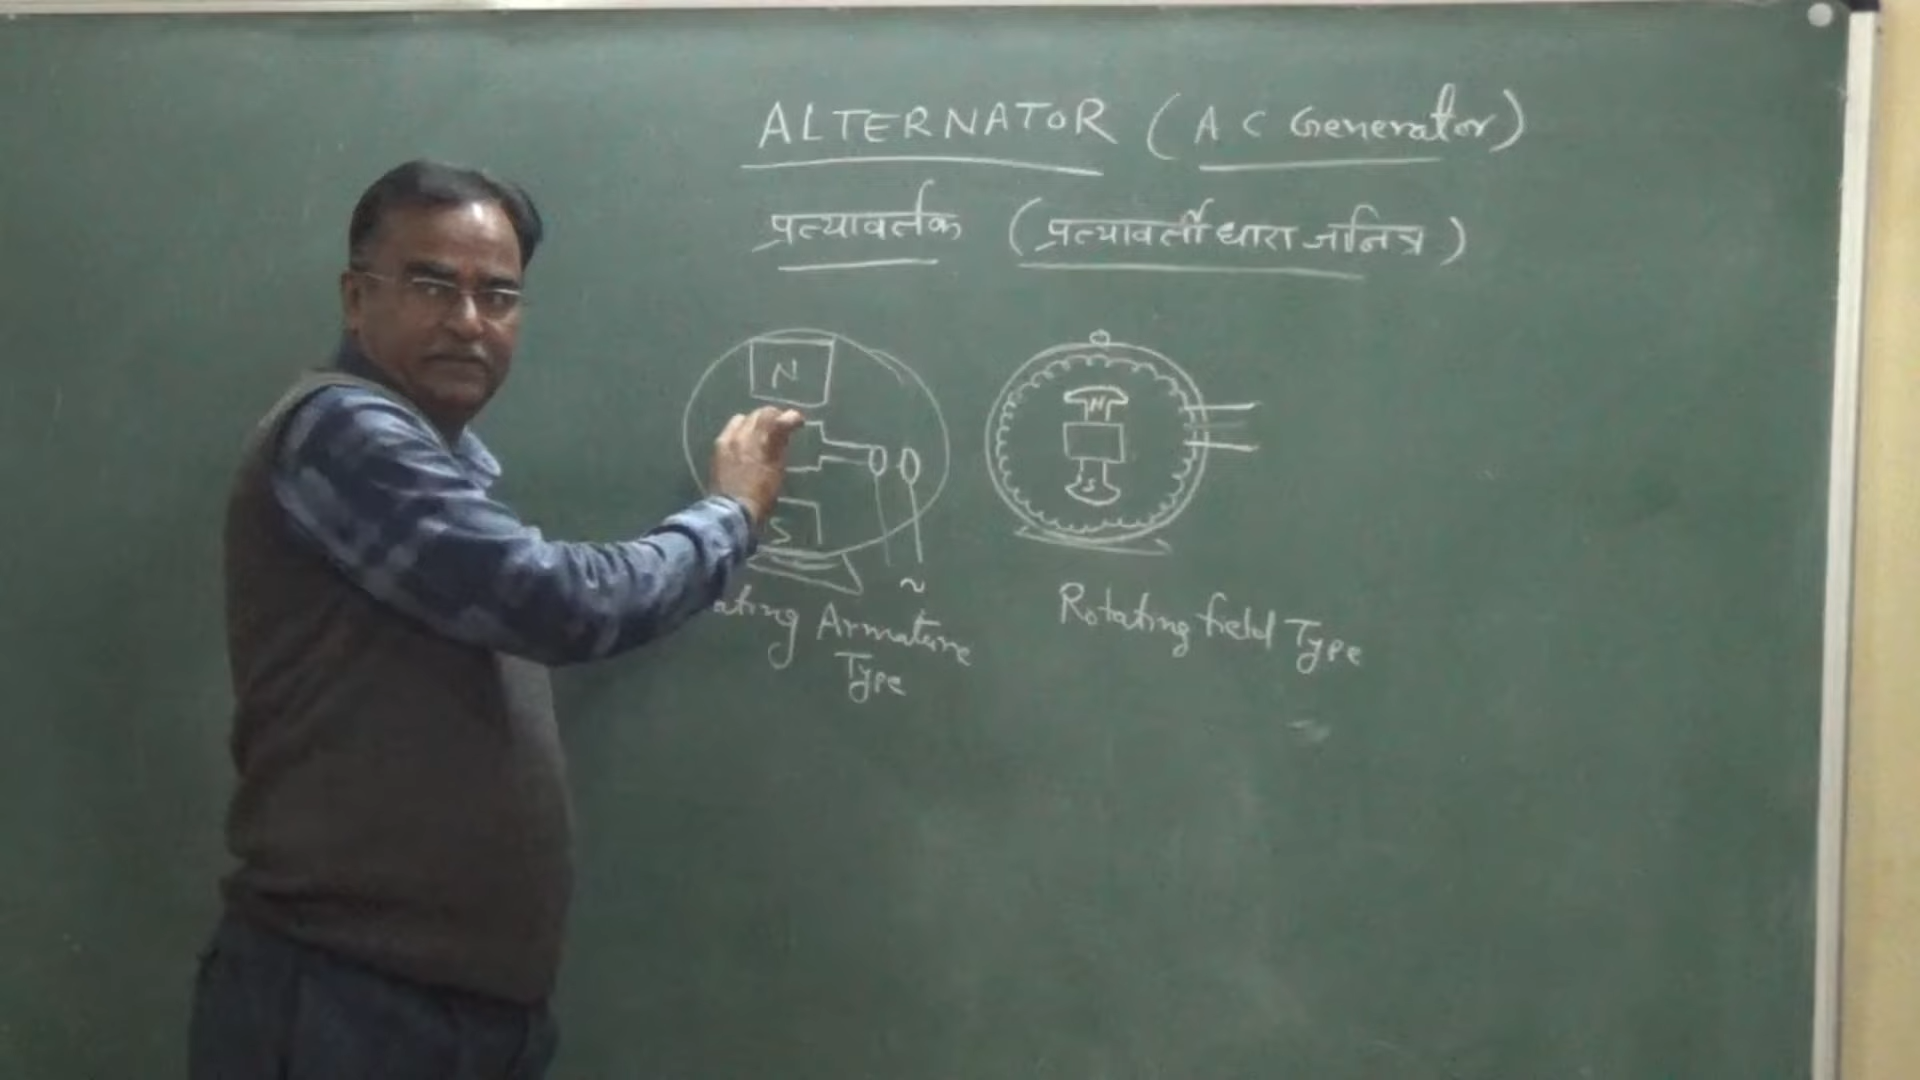 ALTERNATOR (A C Generator)
प्रत्यावर्तक (प्रत्यावर्ती धारा जनित्र)
N
S
~
N
S
ating Armature
Type
Rotating field Type